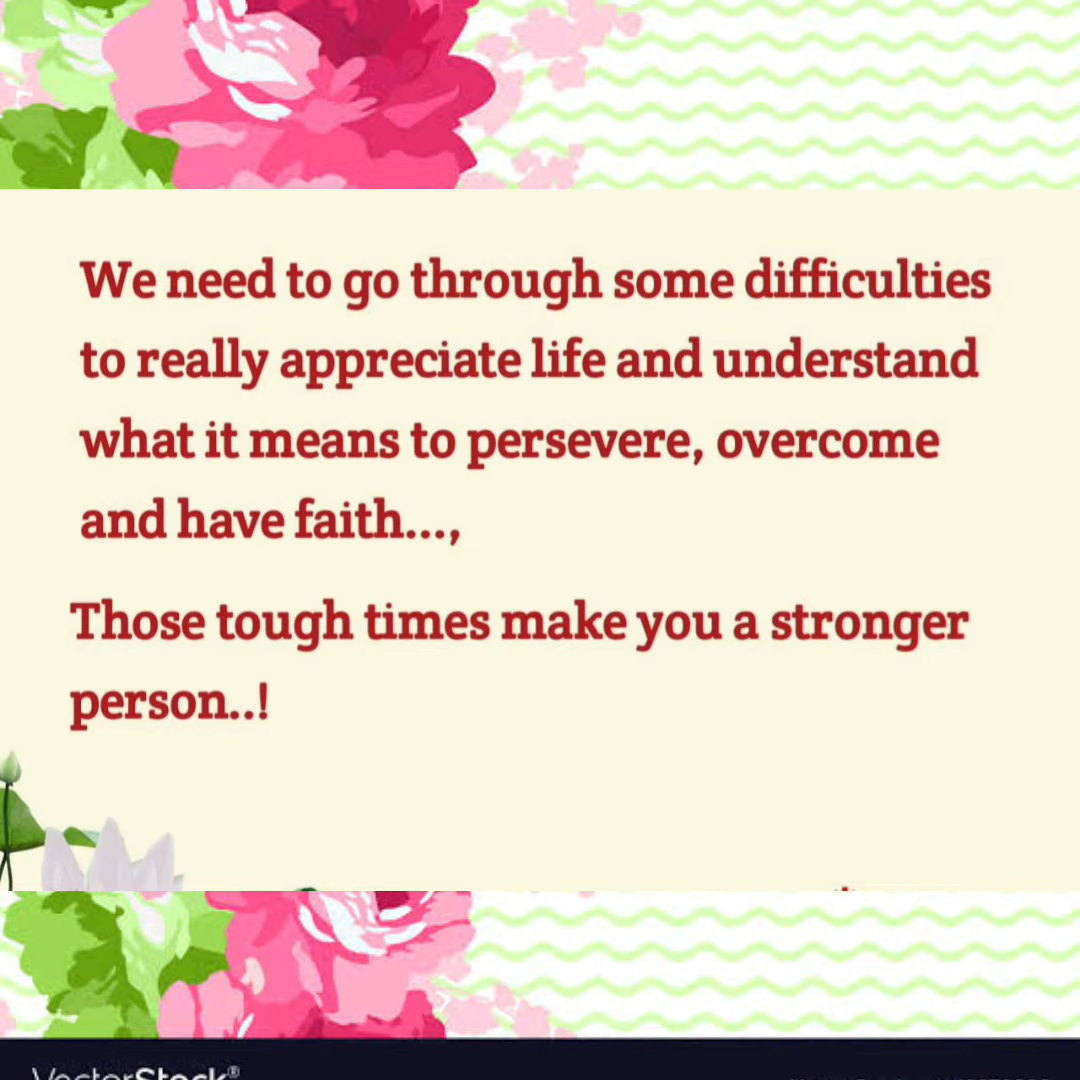 We need to go through some difficulties
to really appreciate life and understand
what it means to persevere, overcome
and have faith...,
Those tough times make you a stronger
person..!
VectorStock®